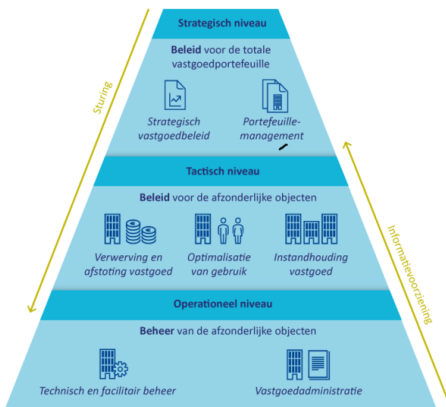 Strategisch niveau
Beleid voor de totale
vastgoedportefeuille
Strategisch
vastgoedbeleid
Portefeuille-
management
Sturing
Tactisch niveau
Beleid voor de afzonderlijke objecten
Verwerving en
afstoting vastgoed
Optimalisatie
van gebruik
Instandhouding
vastgoed
Informatievoorziening
Operationeel niveau
Beheer van de afzonderlijke objecten
Technisch en facilitair beheer
Vastgoedadministratie